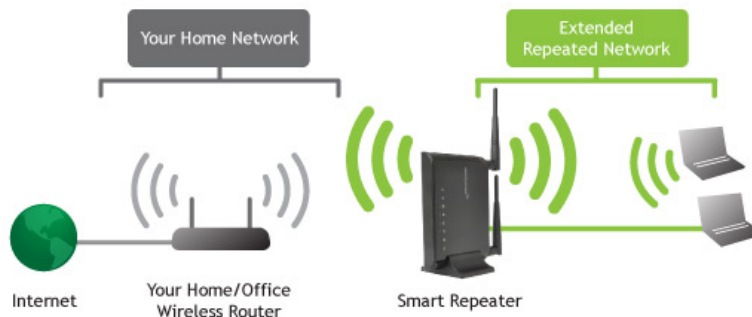 Your Home Network
Extended
Repeated Network
Internet
Your Home/Office
Wireless Router
Smart Repeater